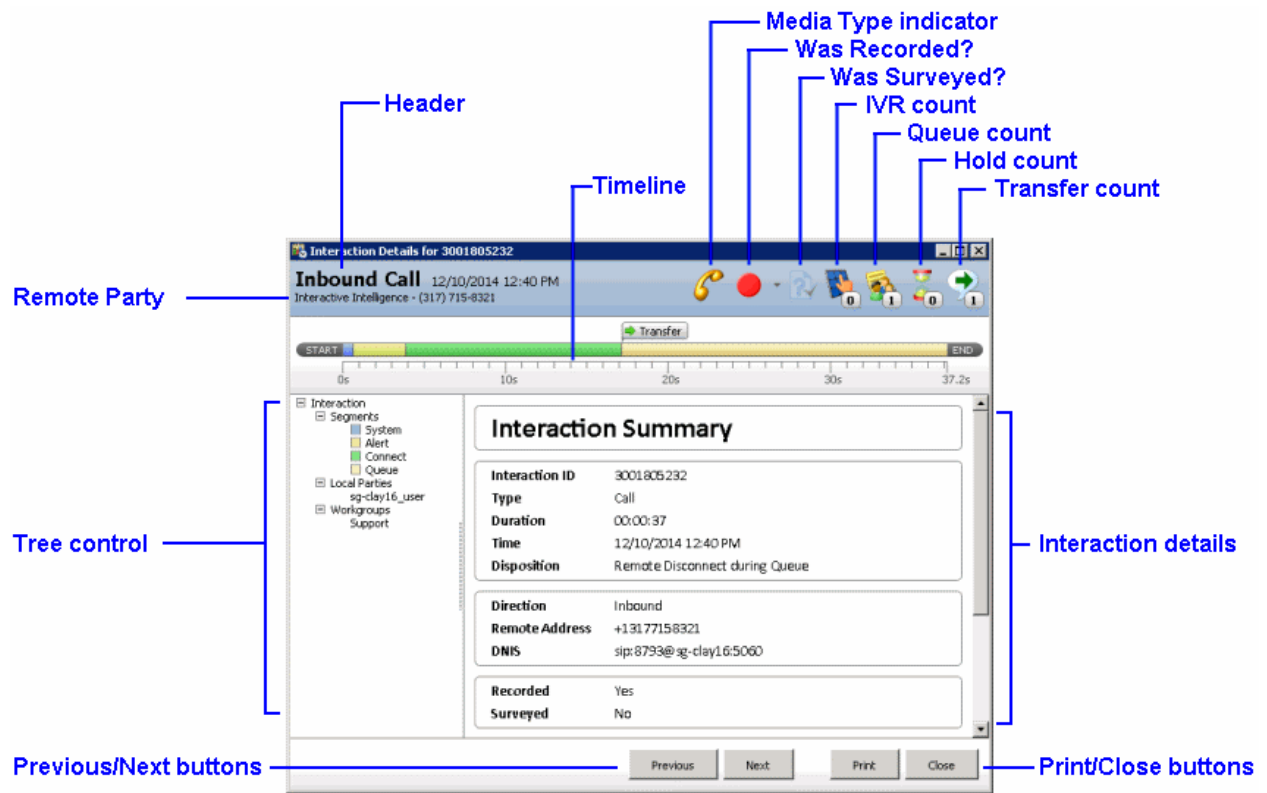 Media Type indicator
Was Recorded?
Was Surveyed?
IVR count
Queue count
Hold count
Transfer count
Header
Timeline
Remote Party
Interaction Details for 3001805232
Inbound Call 12/10/2014 12:40 PM
Interactive Intelligence - (317) 715-8321
0
1
0
1
Transfer
START
END
0s
10s
20s
30s
37.2s
Tree control
Interaction
Segments
System
Alert
Connect
Queue
Local Parties
sg-clay16_user
Workgroups
Support
Interaction Summary
Interaction ID 3001805232
Type Call
Duration 00:00:37
Time 12/10/2014 12:40 PM
Disposition Remote Disconnect during Queue
Direction Inbound
Remote Address +13177158321
DNIS sip:8793@sg-clay16:5060
Recorded Yes
Surveyed No
Interaction details
Previous/Next buttons
Previous
Next
Print
Close
Print/Close buttons